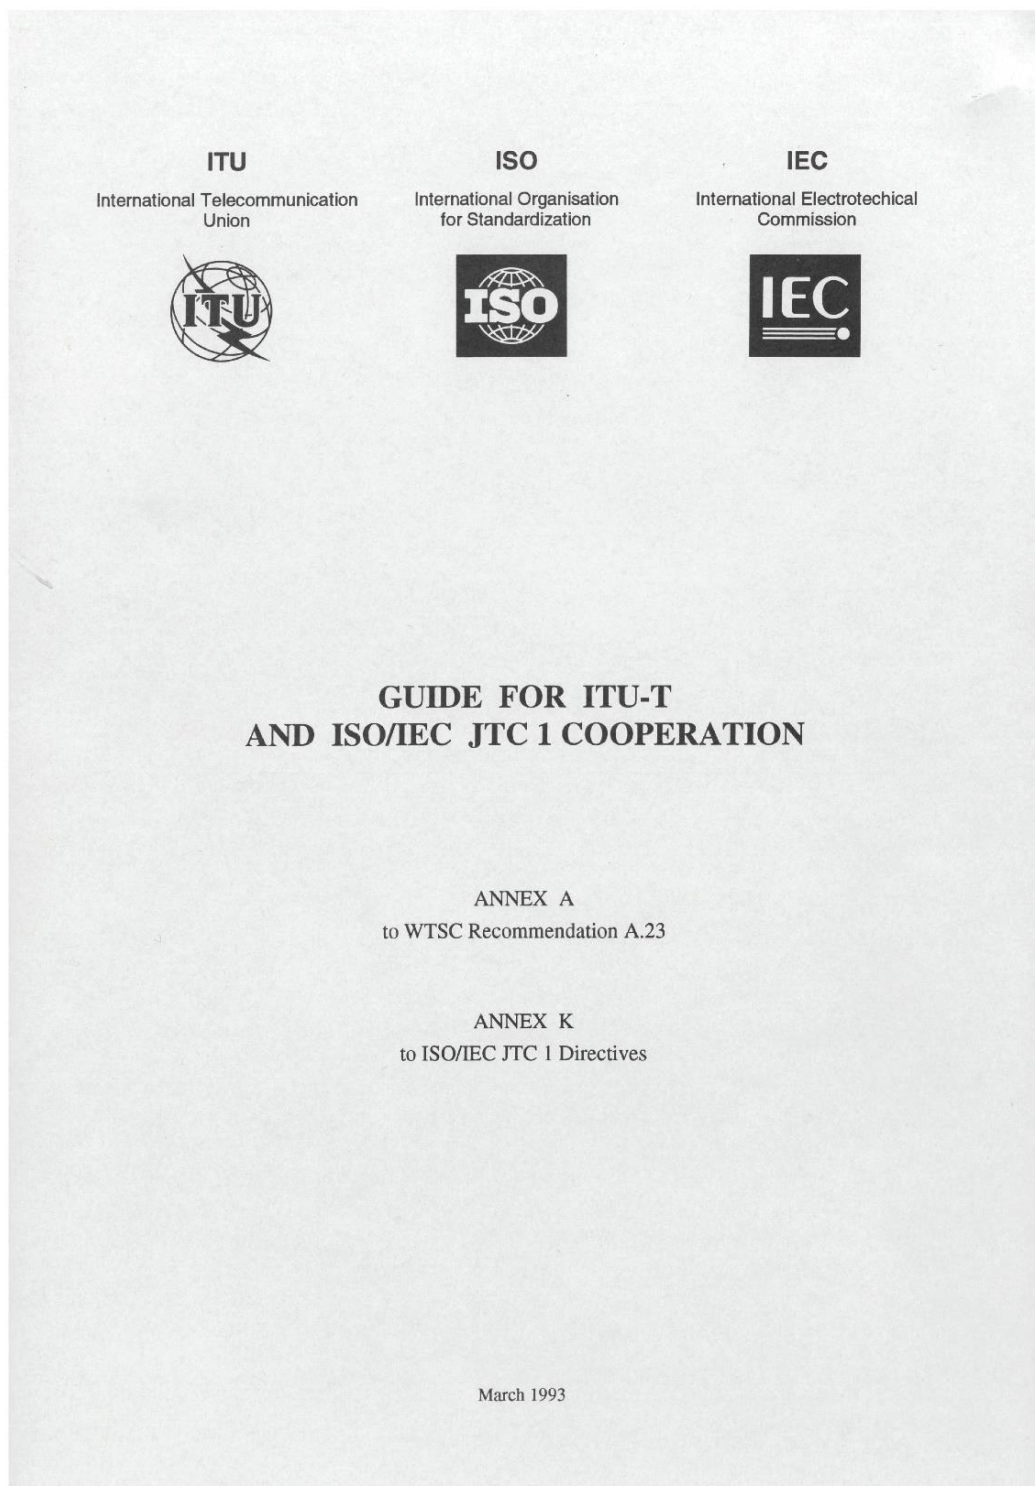 ITU
International Telecommunication
Union
ITU
ISO
International Organisation
for Standardization
ISO
IEC
International Electrotechical
Commission
IEC
GUIDE FOR ITU-T
AND ISO/IEC JTC 1 COOPERATION
ANNEX A
to WTSC Recommendation A.23
ANNEX K
to ISO/IEC JTC 1 Directives
March 1993